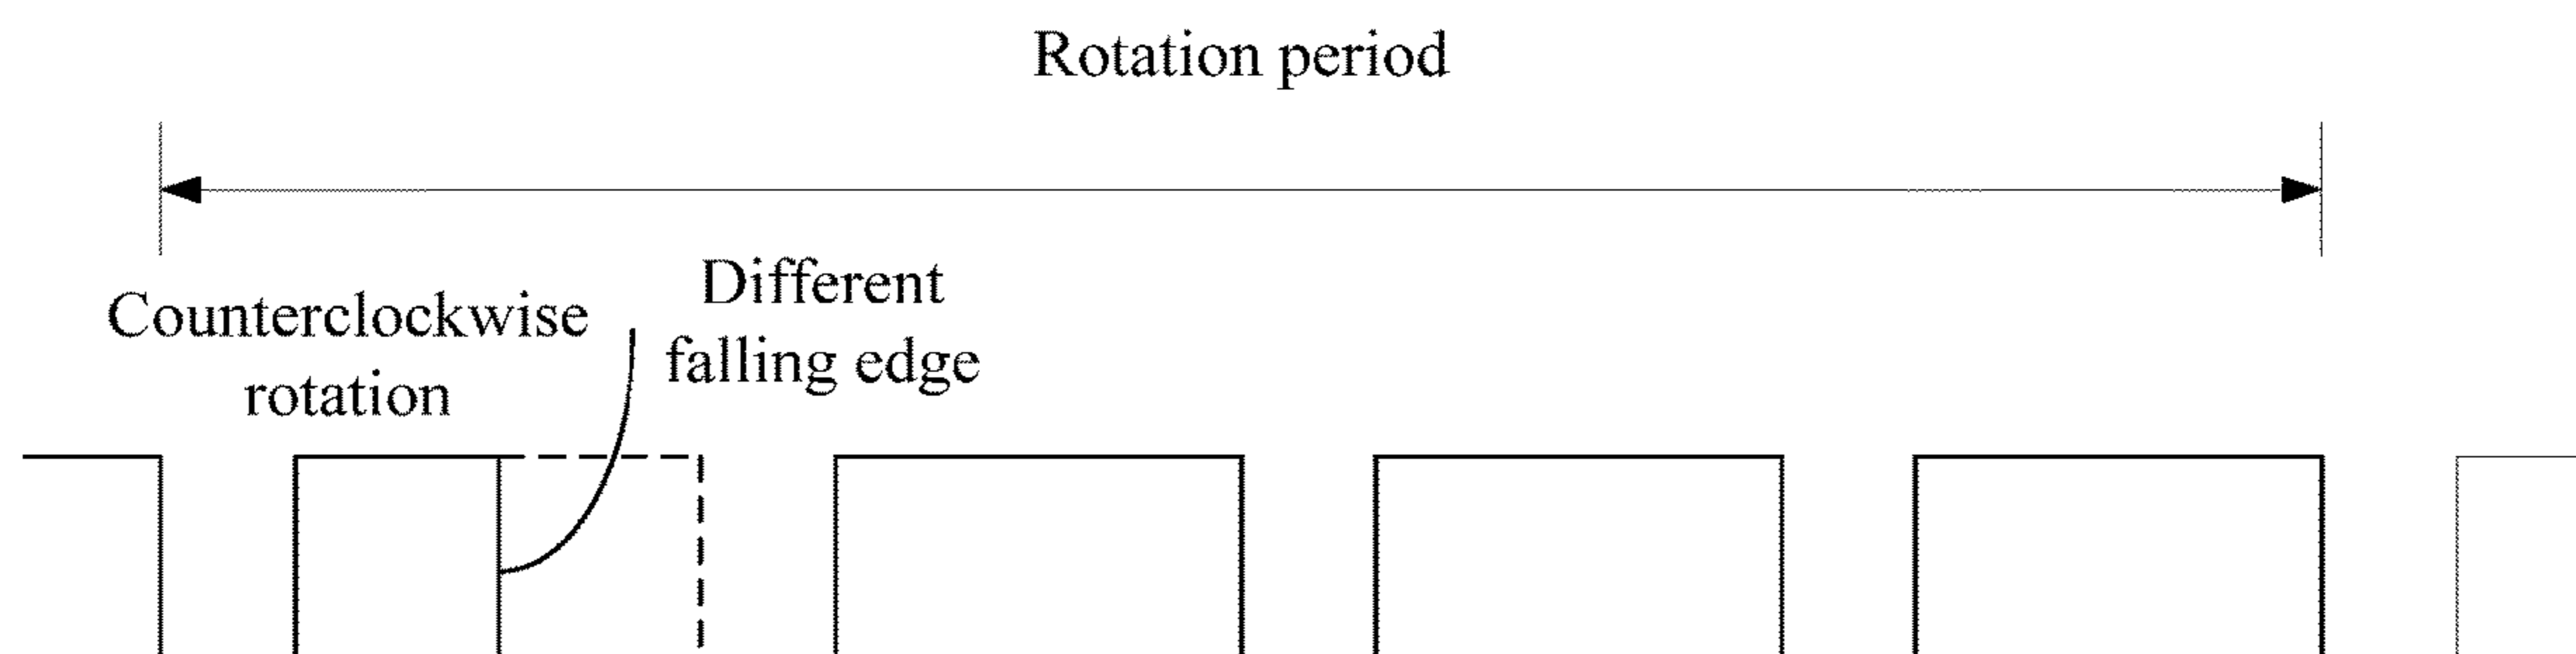 Rotation period
Counterclockwise
rotation
Different
falling edge